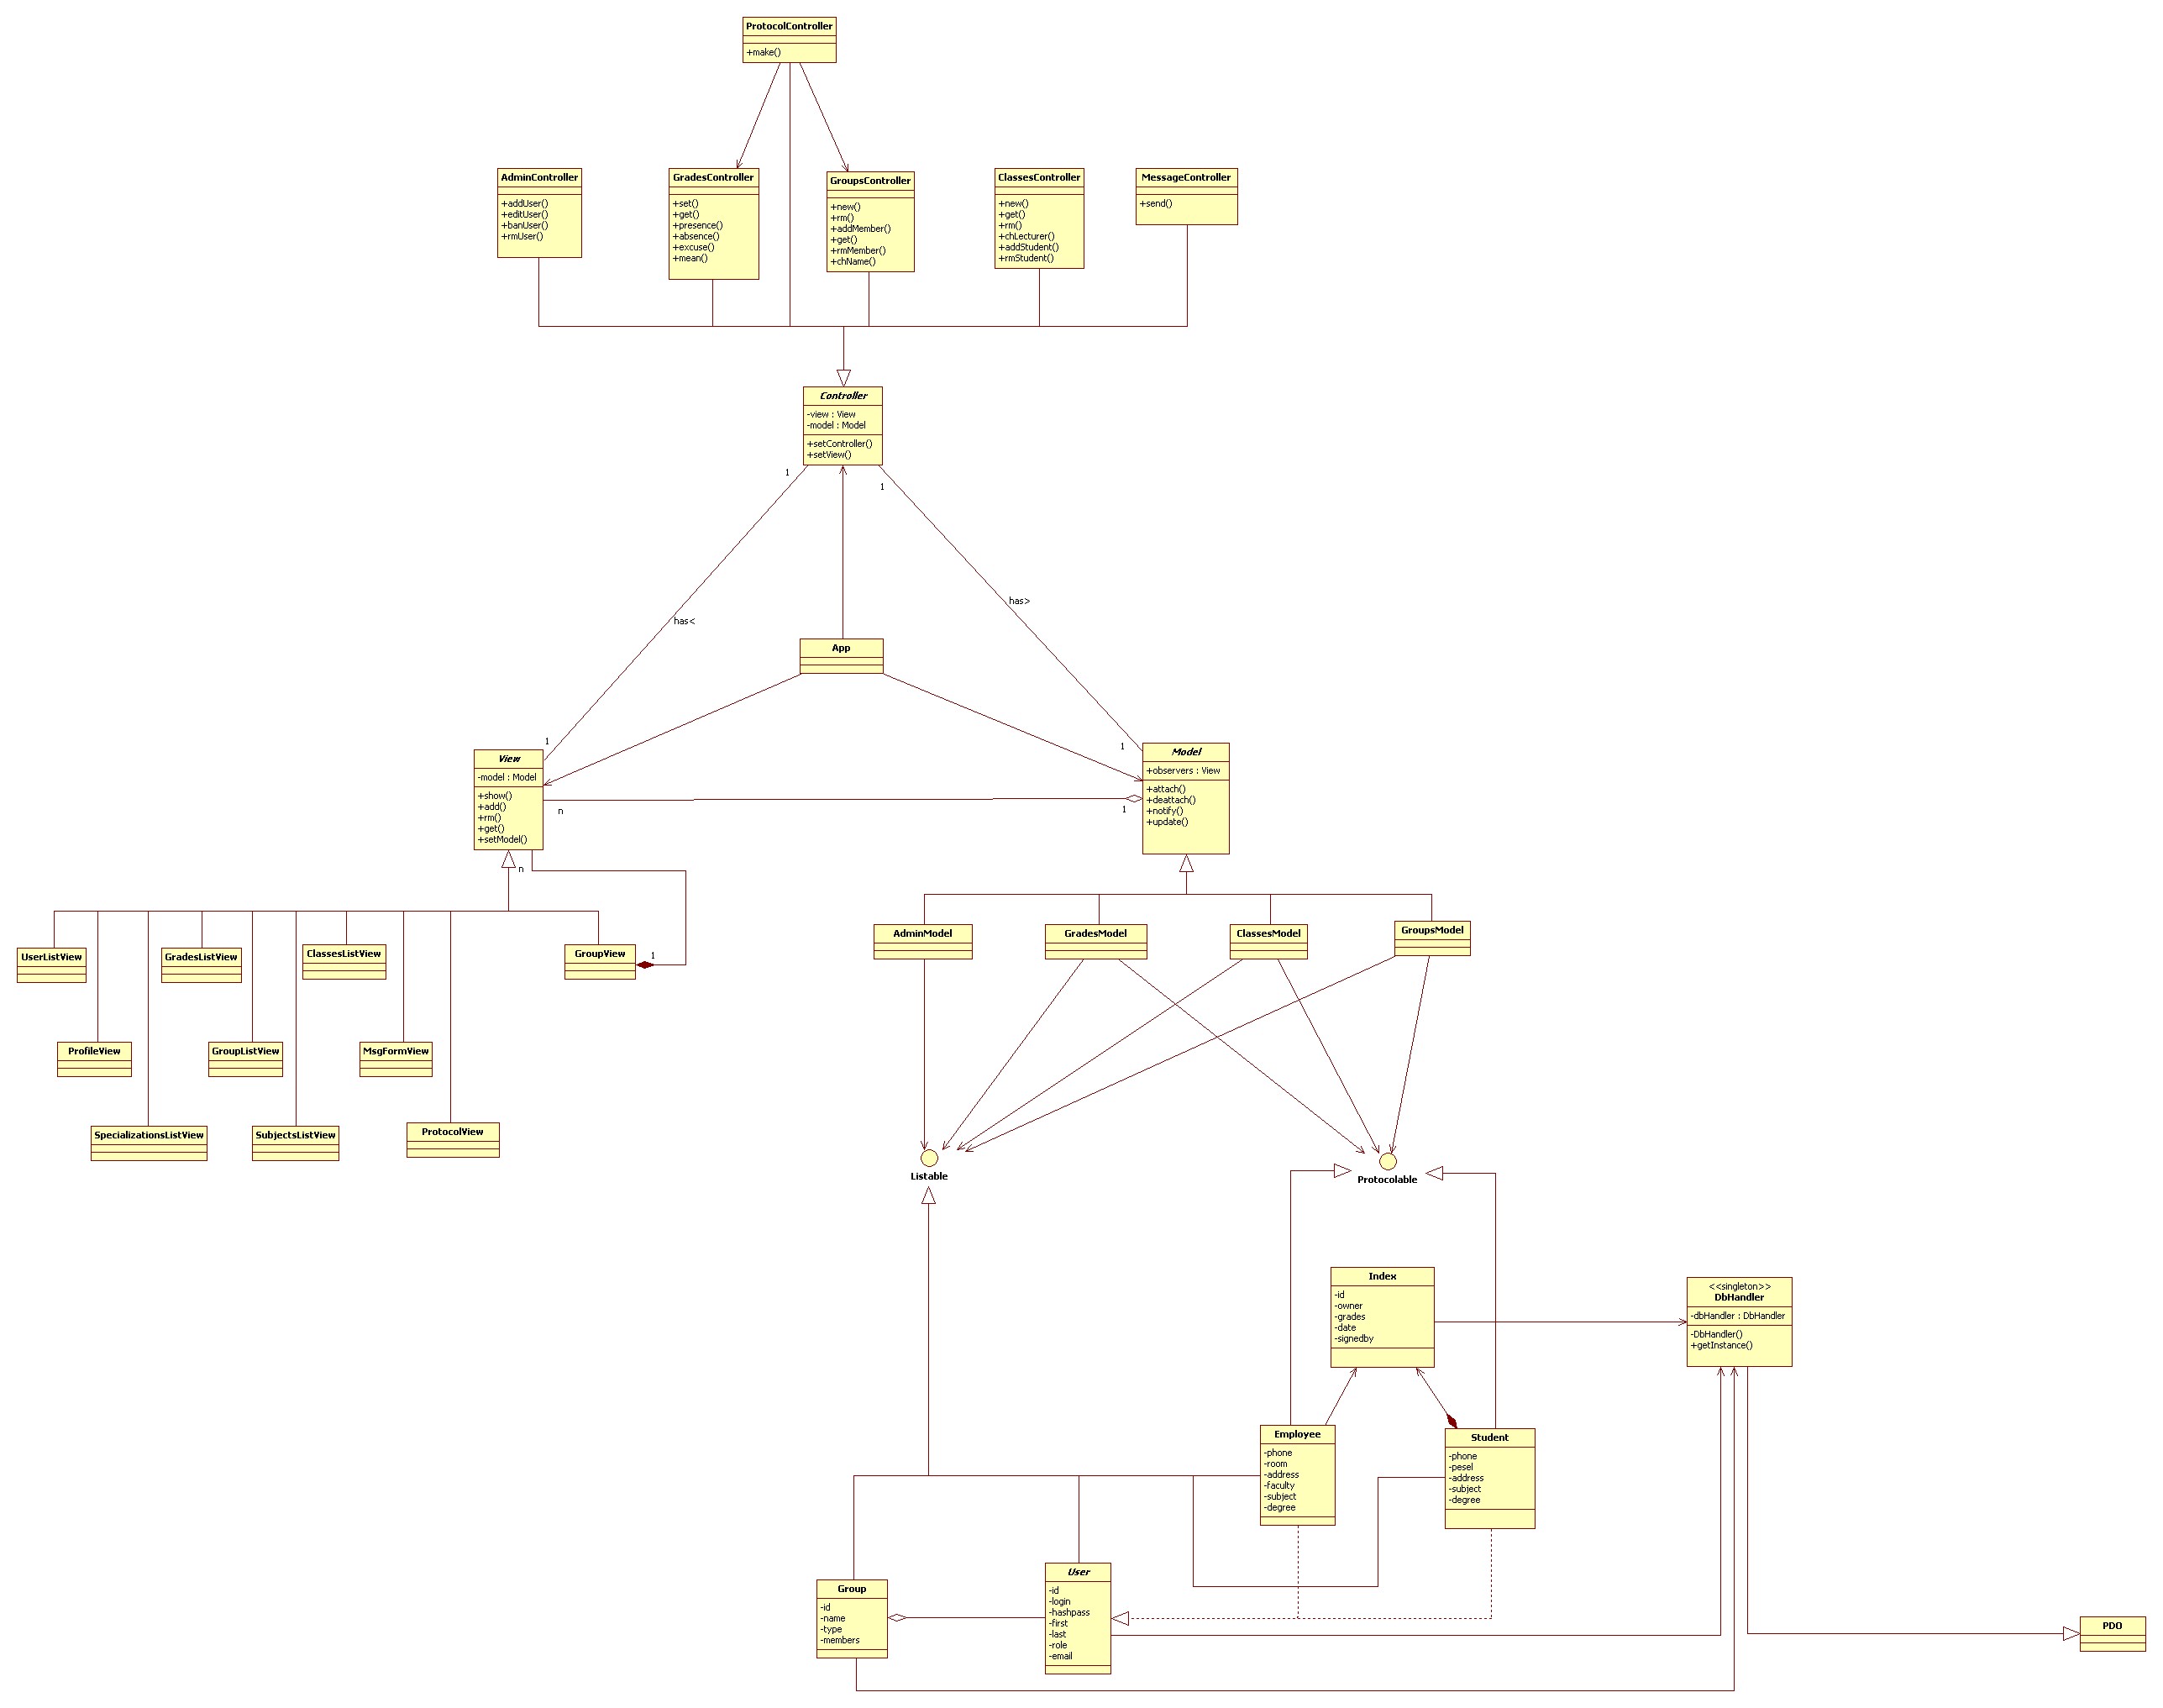 ProtocolController
+make()
AdminController
+addUser()
+editUser()
+banUser()
+rmUser()
GradesController
+set()
+get()
+presence()
+absence()
+excuse()
+mean()
GroupsController
+new()
+rm()
+addMember()
+get()
+rmMember()
+chName()
ClassesController
+new()
+get()
+rm()
+chLecturer()
+addStudent()
+rmStudent()
MessageController
+send()
Controller
-view : View
-model : Model
+setController()
+setView()
1
1
has>
has<
App
1
1
View
-model : Model
+show()
+add()
+rm()
+get()
+setModel()
Model
+observers : View
+attach()
+deattach()
+notify()
+update()
n
1
n
1
UserListView
GradesListView
ClassesListView
GroupView
ProfileView
GroupListView
MsgFormView
SpecializationsListView
SubjectsListView
ProtocolView
AdminModel
GradesModel
ClassesModel
GroupsModel
Listable
Protocolable
Index
-id
-owner
-grades
-date
-signedby
<<singleton>>
DbHandler
-dbHandler : DbHandler
-DbHandler()
+getInstance()
Employee
-phone
-room
-address
-faculty
-subject
-degree
Student
-phone
-pesel
-address
-subject
-degree
Group
-id
-name
-type
-members
User
-id
-login
-hashpass
-first
-last
-role
-email
PDO